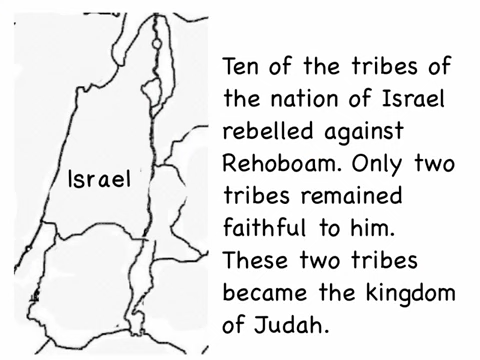 Israel
Ten of the tribes of
the nation of Israel
rebelled against
Rehoboam. Only two
tribes remained
faithful to him.
These two tribes
became the kingdom
of Judah.